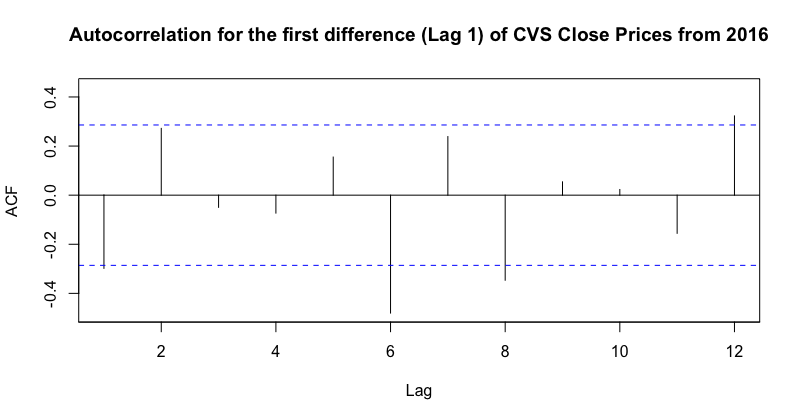 Autocorrelation for the first difference (Lag 1) of CVS Close Prices from 2016
0.4
0.2
0.0
-0.2
-0.4
ACF
2 4 6 8 10 12
Lag